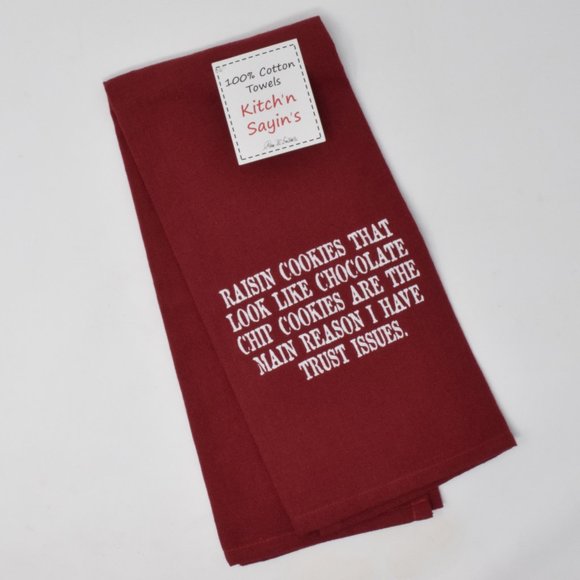 100% Cotton
Towels
Kitch'n
Sayin's
RAISIN COOKIES THAT
LOOK LIKE CHOCOLATE
CHIP COOKIES ARE THE
MAIN REASON I HAVE
TRUST ISSUES.